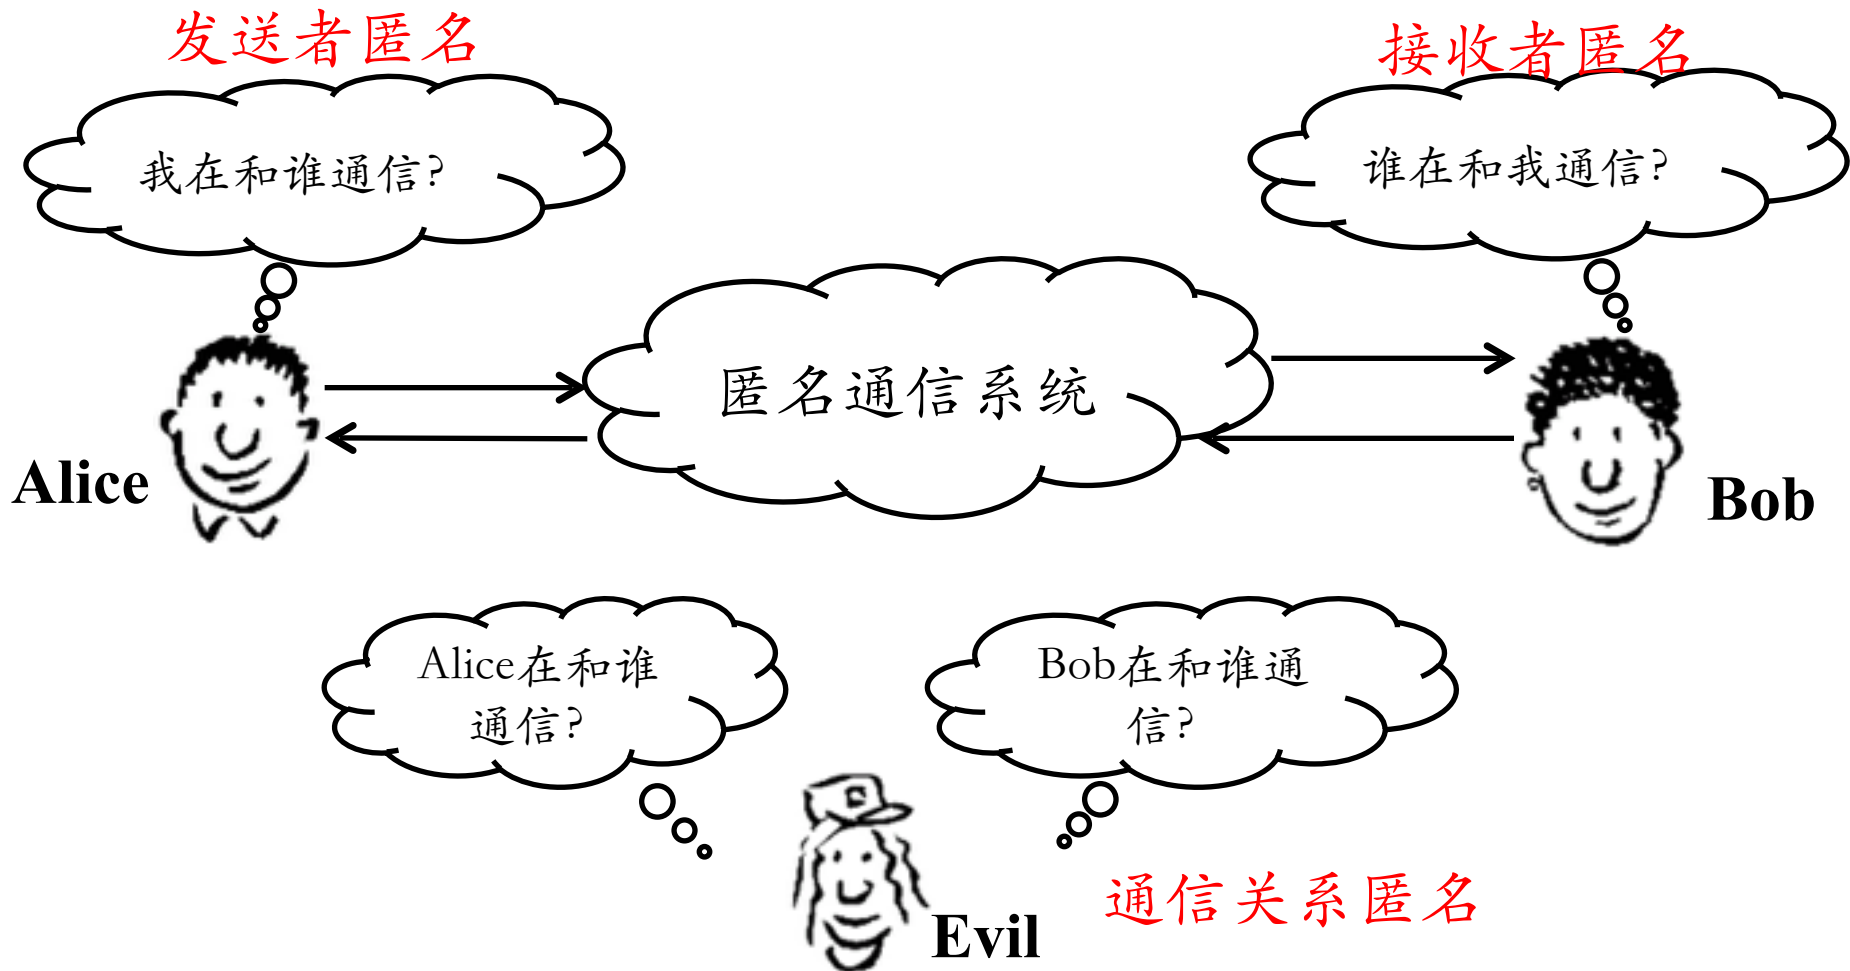 发送者匿名
接收者匿名
我在和谁通信?
谁在和我通信?
匿名通信系统
Alice
Bob
Alice在和谁
通信?
Bob在和谁通
信?
通信关系匿名
Evil